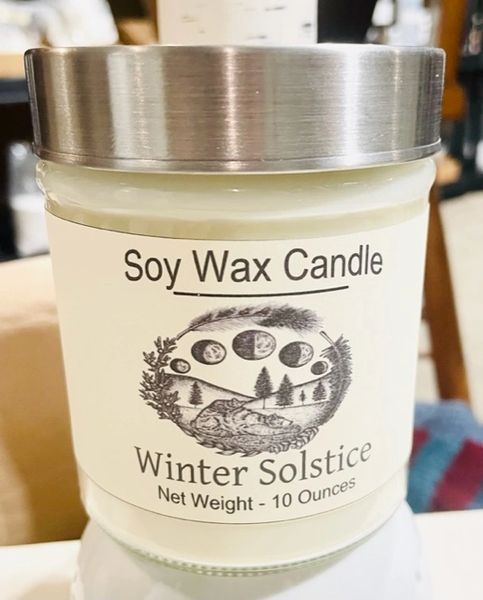 Soy Wax Candle
Winter Solstice
Net Weight - 10 Ounces